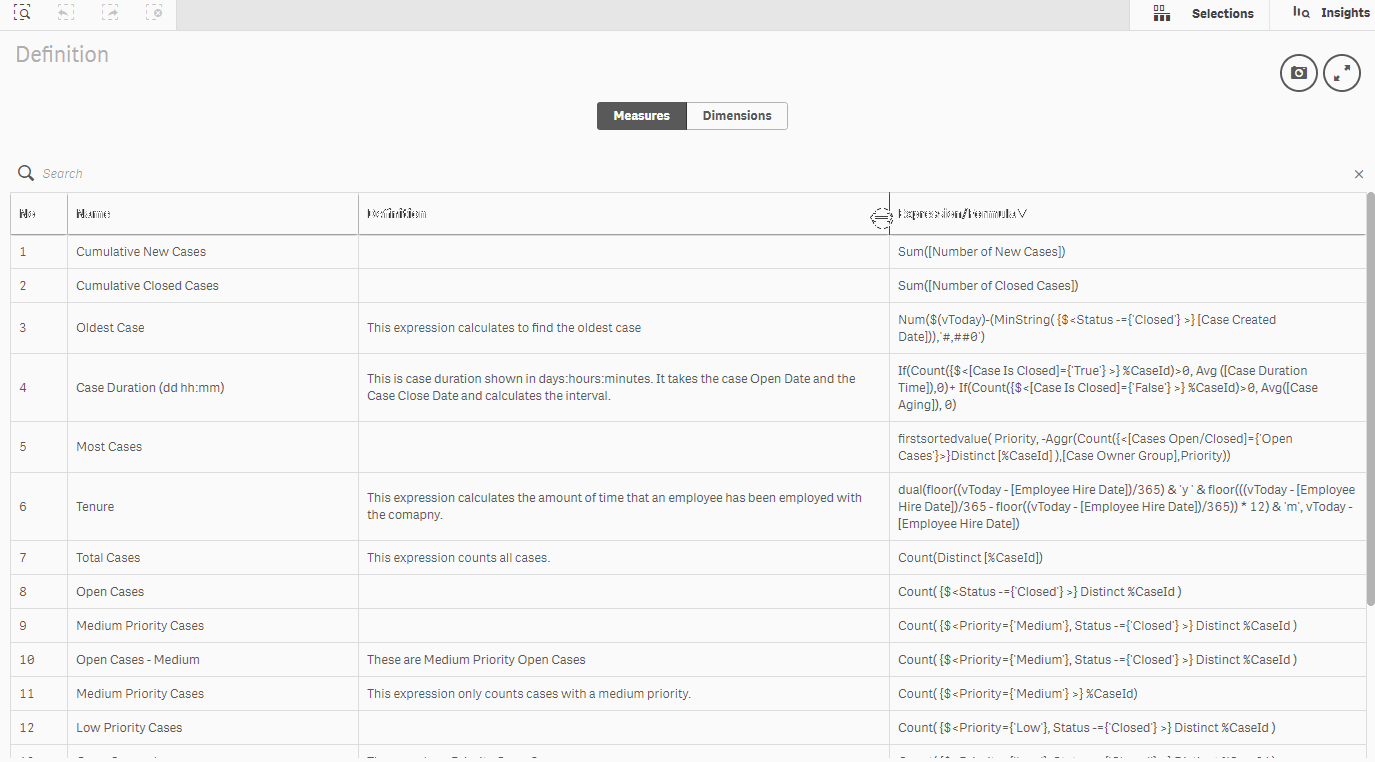 Selections
Insights
Definition
Measures
Dimensions
Search
No
Name
Definition
Expression/Formula
1
Cumulative New Cases
Sum([Number of New Cases])
2
Cumulative Closed Cases
Sum([Number of Closed Cases])
3
Oldest Case
This expression calculates to find the oldest case
Num($(vToday)-(MinString( {$<Status -={'Closed'} >} [Case Created
Date])),'#,##0')
4
Case Duration (dd hh:mm)
This is case duration shown in days:hours:minutes. It takes the case Open Date and the
Case Close Date and calculates the interval.
If(Count({$<[Case Is Closed]={'True'} >} %CaseId)>0, Avg ([Case Duration
Time]),0)+ If(Count({$<[Case Is Closed]={'False'} >} %CaseId)>0, Avg([Case
Aging]), 0)
5
Most Cases
firstsortedvalue( Priority, -Aggr(Count({<[Cases Open/Closed]={'Open
Cases'}>}Distinct [%CaseId] ),[Case Owner Group],Priority))
6
Tenure
This expression calculates the amount of time that an employee has been employed with
the comapny.
dual(floor((vToday - [Employee Hire Date])/365) & 'y ' & floor(((vToday - [Employee
Hire Date])/365 - floor((vToday - [Employee Hire Date])/365)) * 12) & 'm', vToday -
[Employee Hire Date])
7
Total Cases
This expression counts all cases.
Count(Distinct [%CaseId])
8
Open Cases
Count( {$<Status -={'Closed'} >} Distinct %CaseId )
9
Medium Priority Cases
Count( {$<Priority={'Medium'}, Status -={'Closed'} >} Distinct %CaseId )
10
Open Cases - Medium
These are Medium Priority Open Cases
Count( {$<Priority={'Medium'}, Status -={'Closed'} >} Distinct %CaseId )
11
Medium Priority Cases
This expression only counts cases with a medium priority.
Count( {$<Priority={'Medium'} >} %CaseId)
12
Low Priority Cases
Count( {$<Priority={'Low'}, Status -={'Closed'} >} Distinct %CaseId )